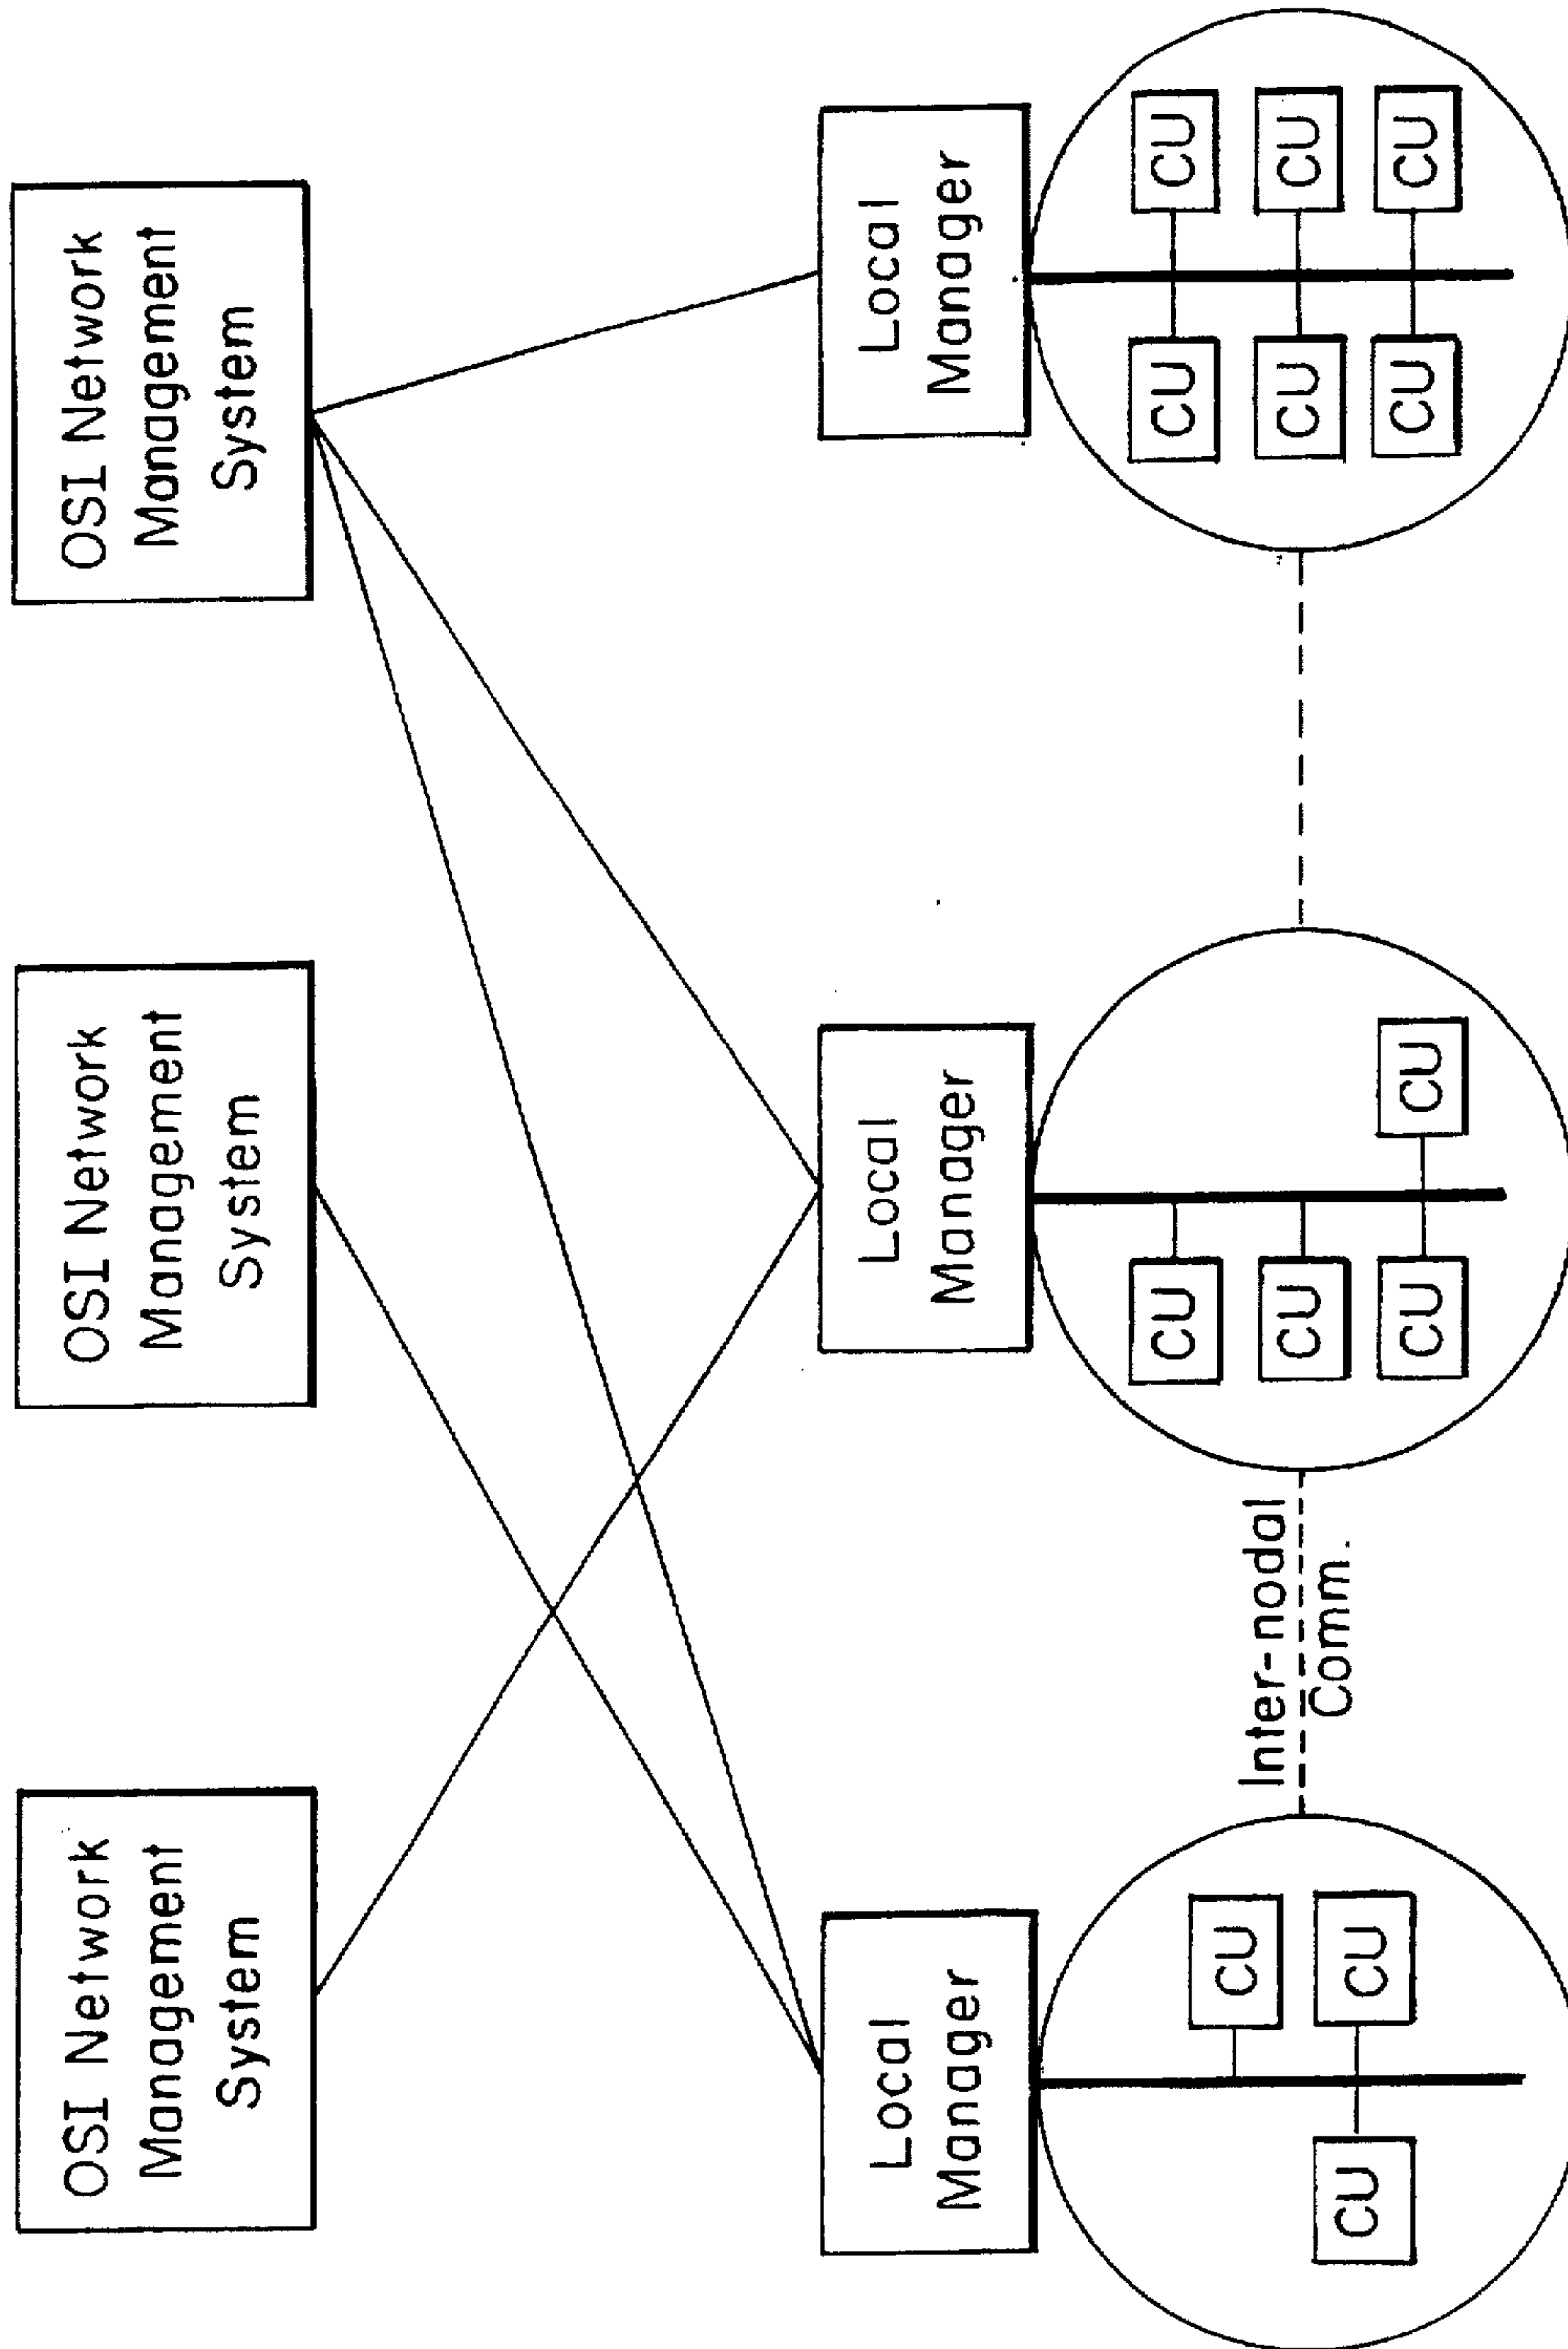 OSI Network
Management
System
OSI Network
Management
System
OSI Network
Management
System
Local
Manager
Local
Manager
Local
Manager
CU
CU
CU
Inter-nodal
Comm.
CU
CU
CU
CU
CU
CU
CU
CU
CU
CU